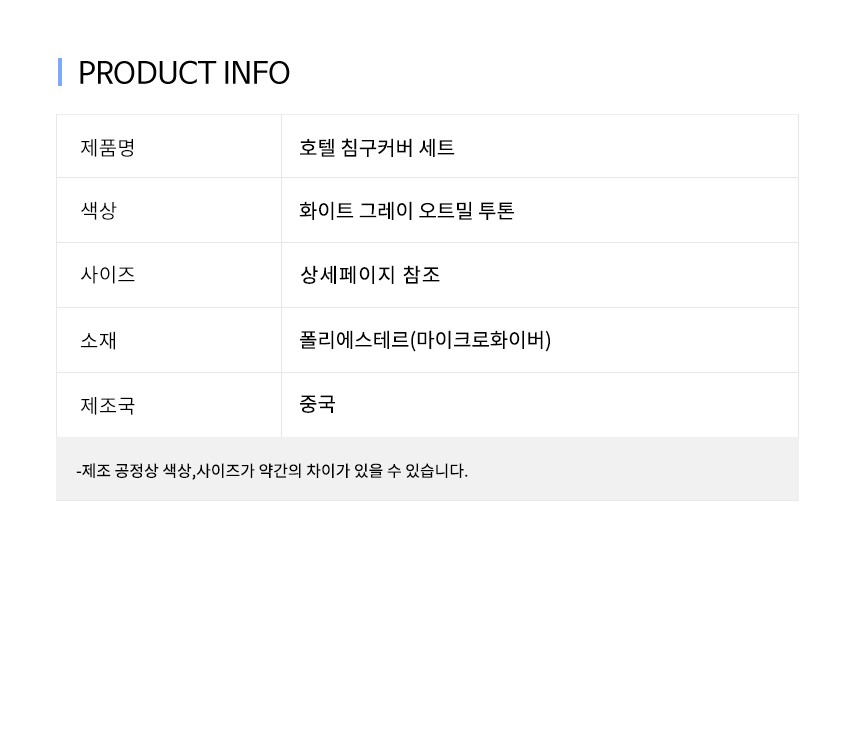 PRODUCT INFO
제품명 호텔 침구커버 세트
색상 화이트 그레이 오트밀 투톤
사이즈 상세페이지 참조
소재 폴리에스테르(마이크로화이버)
제조국 중국
-제조 공정상 색상,사이즈가 약간의 차이가 있을 수 있습니다.